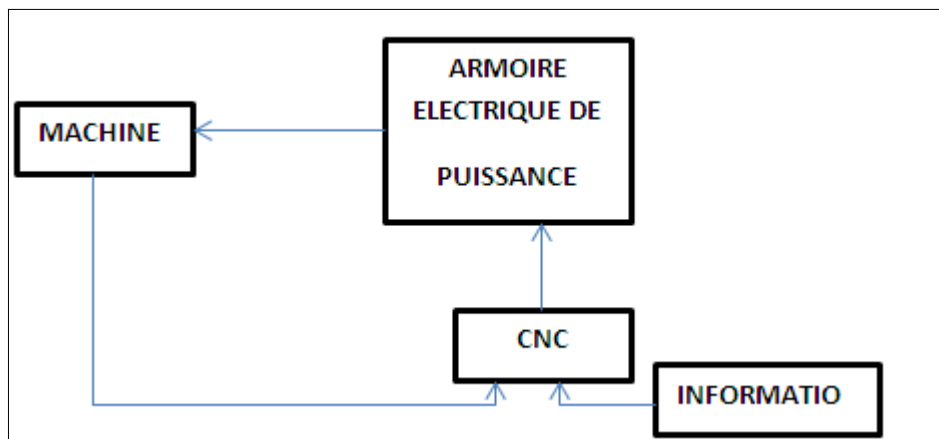 ARMOIRE
ELECTRIQUE DE
PUISSANCE
MACHINE
CNC
INFORMATIO